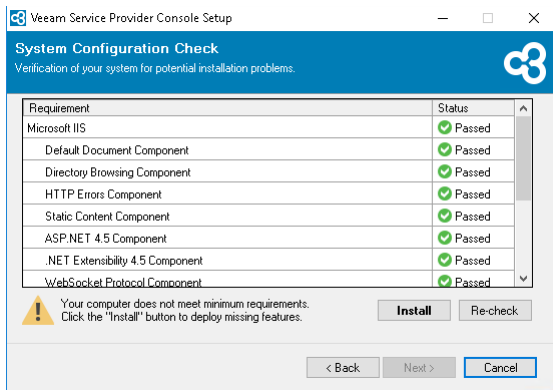 Veeam Service Provider Console Setup
System Configuration Check
Verification of your system for potential installation problems.
Requirement Status
Microsoft IIS Passed
Default Document Component Passed
Directory Browsing Component Passed
HTTP Errors Component Passed
Static Content Component Passed
ASP.NET 4.5 Component Passed
.NET Extensibility 4.5 Component Passed
WebSocket Protocol Component Passed
Your computer does not meet minimum requirements.
Click the "Install" button to deploy missing features.
Install Re-check
< Back Next > Cancel